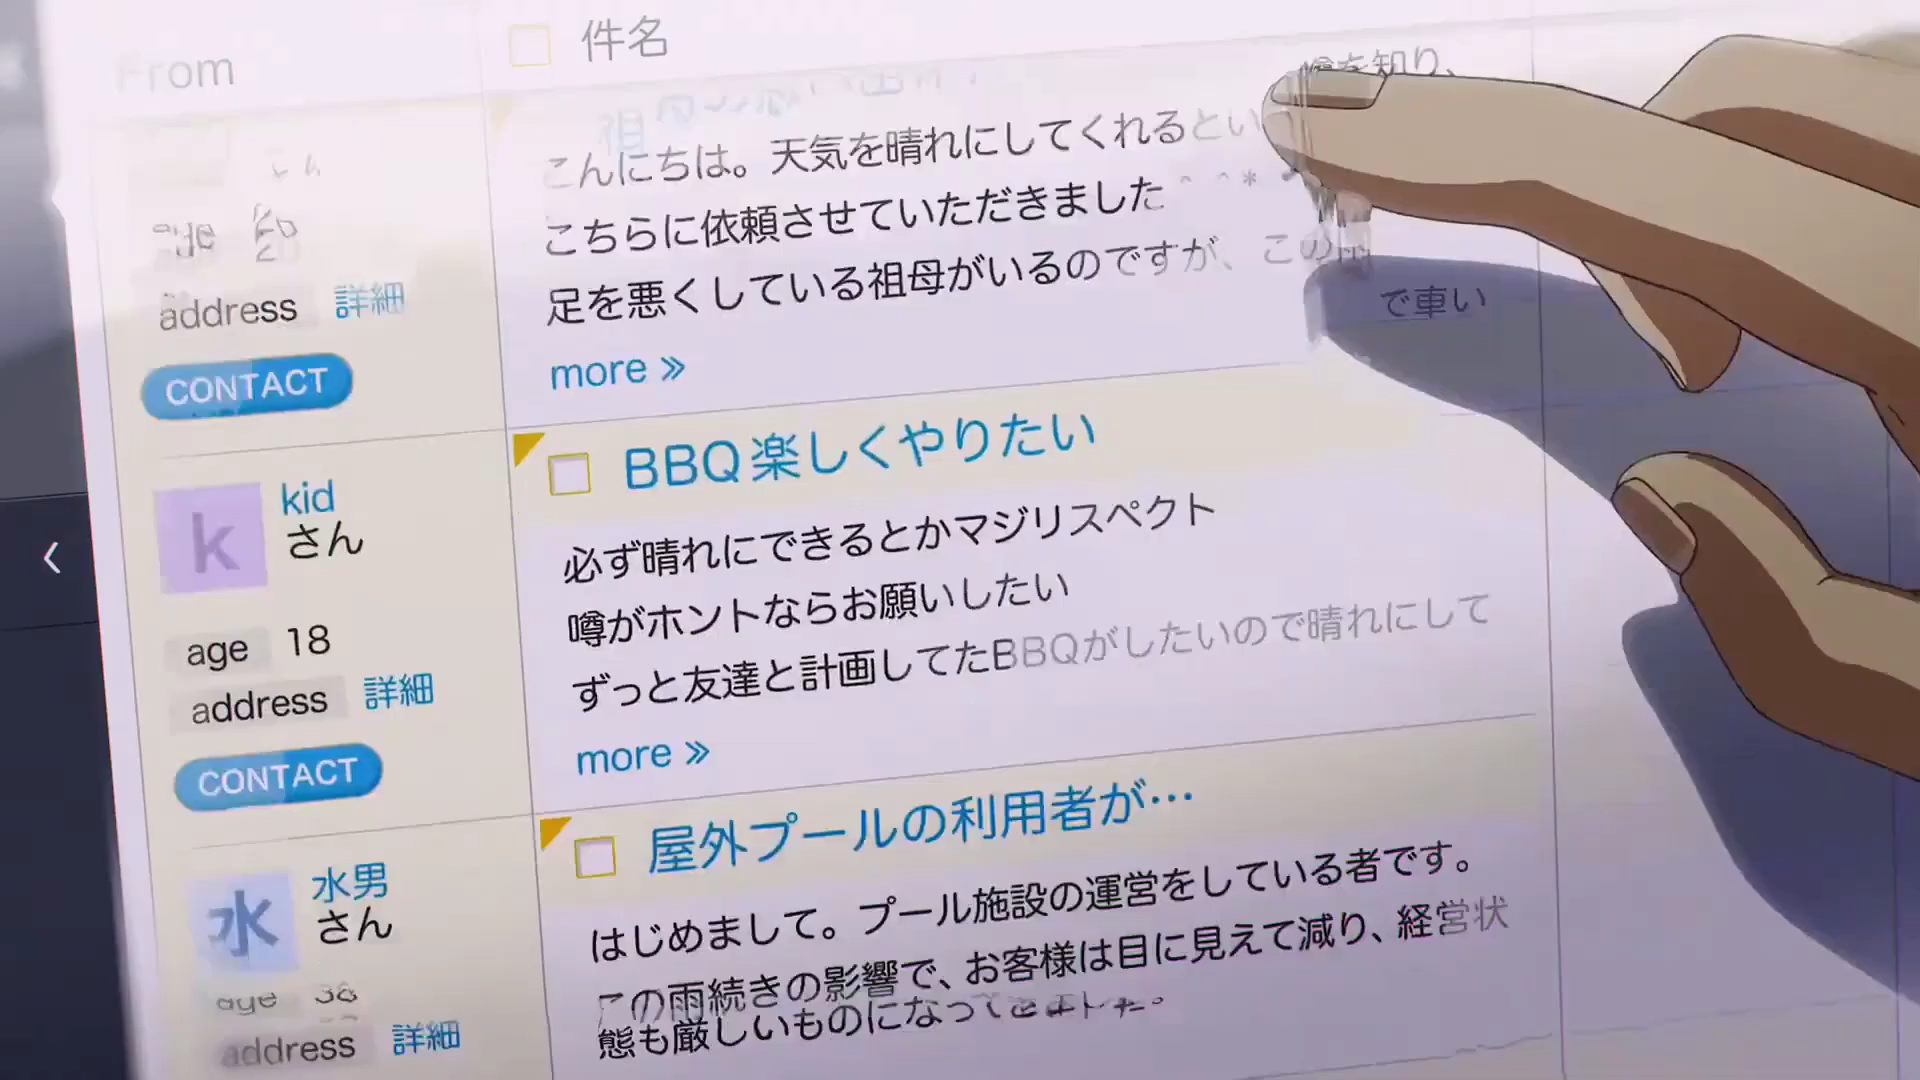 From
件名
を知り、
こんにちは。天気を晴れにしてくれるとい
こちらに依頼させていただきました
足を悪くしている祖母がいるのですが、この
で車い
address 詳細
CONTACT
more »
kid
さん
k
age 18
address 詳細
CONTACT
BBQ楽しくやりたい
必ず晴れにできるとかマジリスペクト
噂がホントならお願いしたい
ずっと友達と計画してたBBQがしたいので晴れにして
more »
水男
さん
水
age 38
address 詳細
屋外プールの利用者が…
はじめまして。プール施設の運営をしている者です。
この雨続きの影響で、お客様は目に見えて減り、経営状
態も厳しいものになってきました。